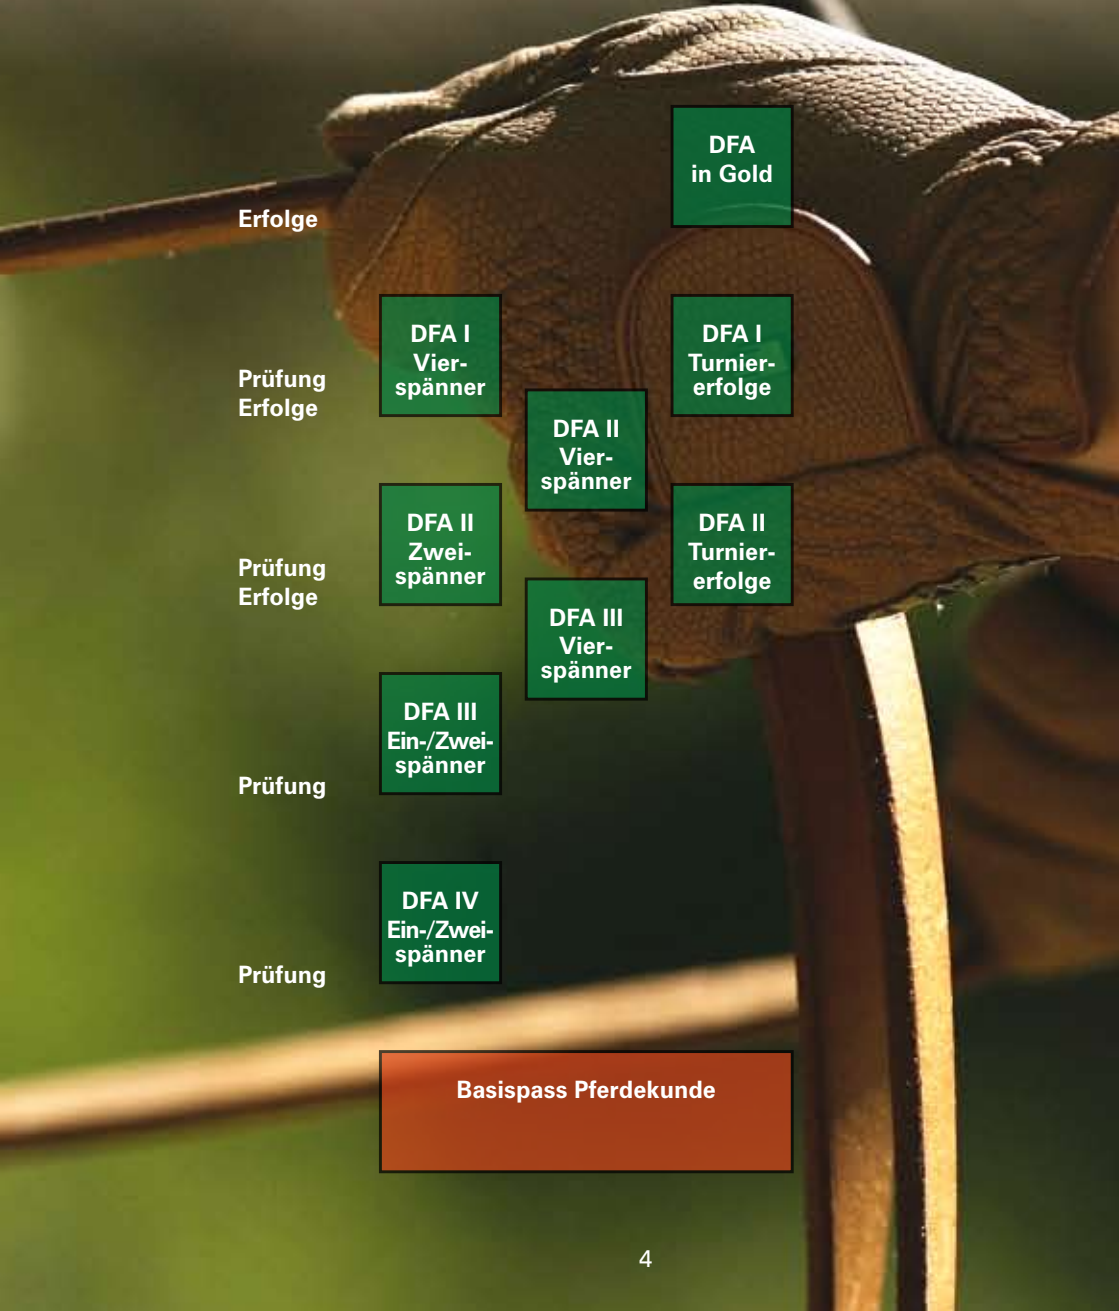 DFA
in Gold
Erfolge
DFA I
Vier-
spänner
DFA I
Turnier-
erfolge
Prüfung
Erfolge
DFA II
Vier-
spänner
DFA II
Zwei-
spänner
DFA II
Turnier-
erfolge
Prüfung
Erfolge
DFA III
Vier-
spänner
DFA III
Ein-/Zwei-
spänner
Prüfung
DFA IV
Ein-/Zwei-
spänner
Prüfung
Basispass Pferdekunde
4